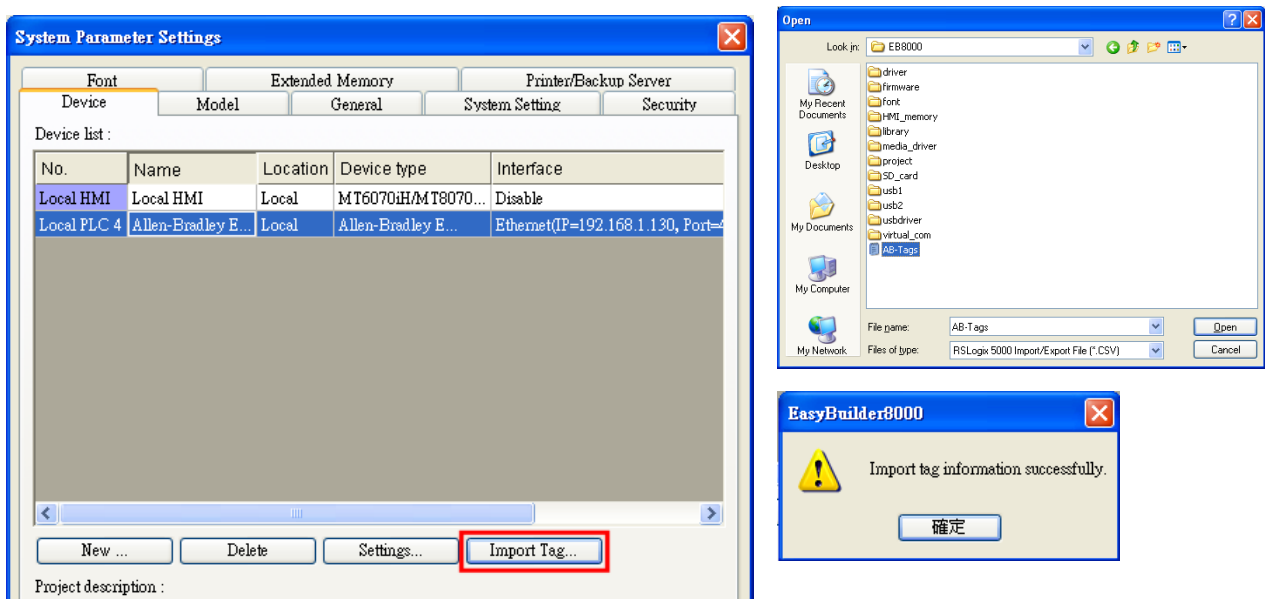 System Parameter Settings
Font
Extended Memory
Printer/Backup Server
Device
Model
General
System Setting
Security
Device list :
No. Name Location Device type Interface
Local HMI Local HMI Local MT6070iH/MT8070... Disable
Local PLC 4 Allen-Bradley E... Local Allen-Bradley E... Ethernet(IP=192.168.1.130, Port=4
New ...
Delete
Settings...
Import Tag...
Project description :
Open
Look in: EB8000
My Recent Documents
Desktop
My Documents
My Computer
My Network
driver
firmware
font
HMI_memory
library
media_driver
project
SD_card
usb1
usb2
usbdriver
virtual_com
AB-Tags
File name: AB-Tags Open
Files of type: RSLogix 5000 Import/Export File (*.CSV) Cancel
EasyBuilder8000
Import tag information successfully.
確定